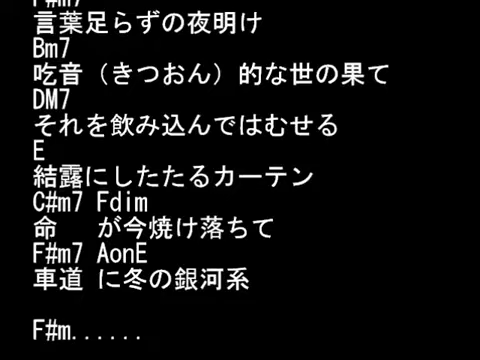 F#m7
言葉足らずの夜明け
Bm7
吃音（きつおん）的な世の果て
DM7
それを飲み込んではむせる
E
結露にしたたるカーテン
C#m7 Fdim
命　 が今焼け落ちて
F#m7 AonE
車道 に冬の銀河系
F#m......